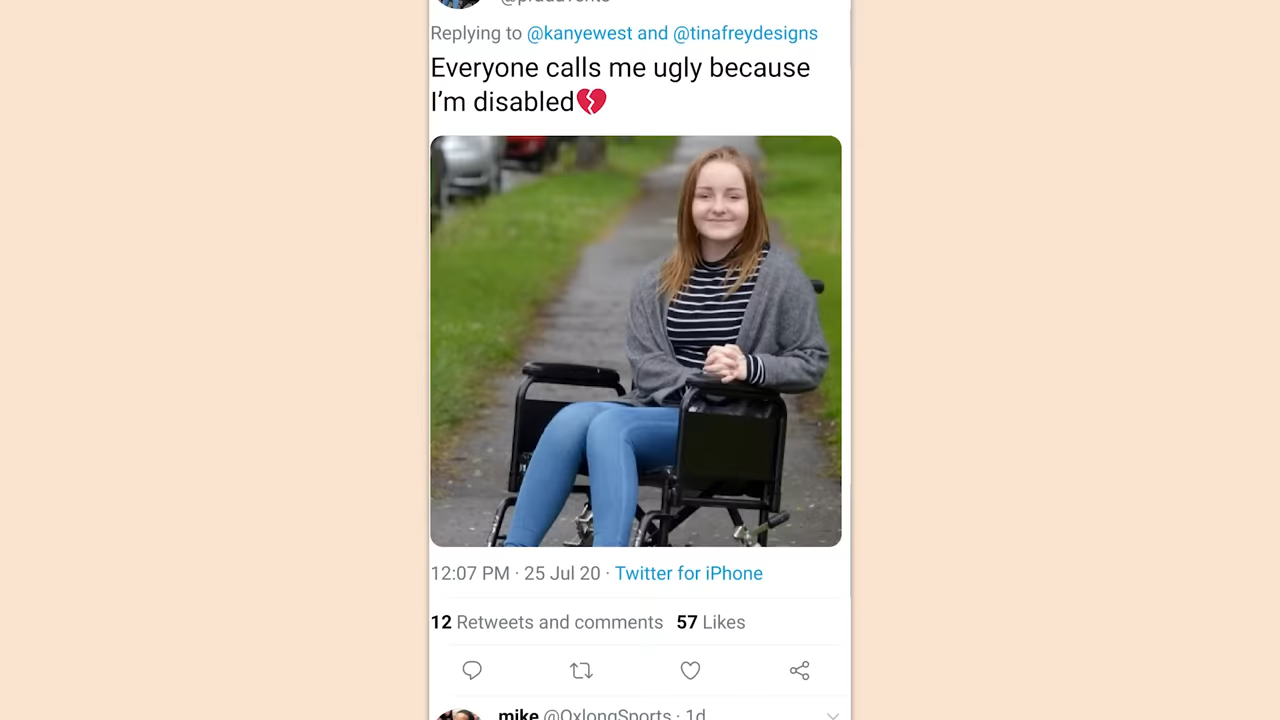 Replying to @kanyewest and @tinafreydesigns
Everyone calls me ugly because
I’m disabled💔
12:07 PM · 25 Jul 20 · Twitter for iPhone
12 Retweets and comments 57 Likes
mike @OxlongSports · 1d